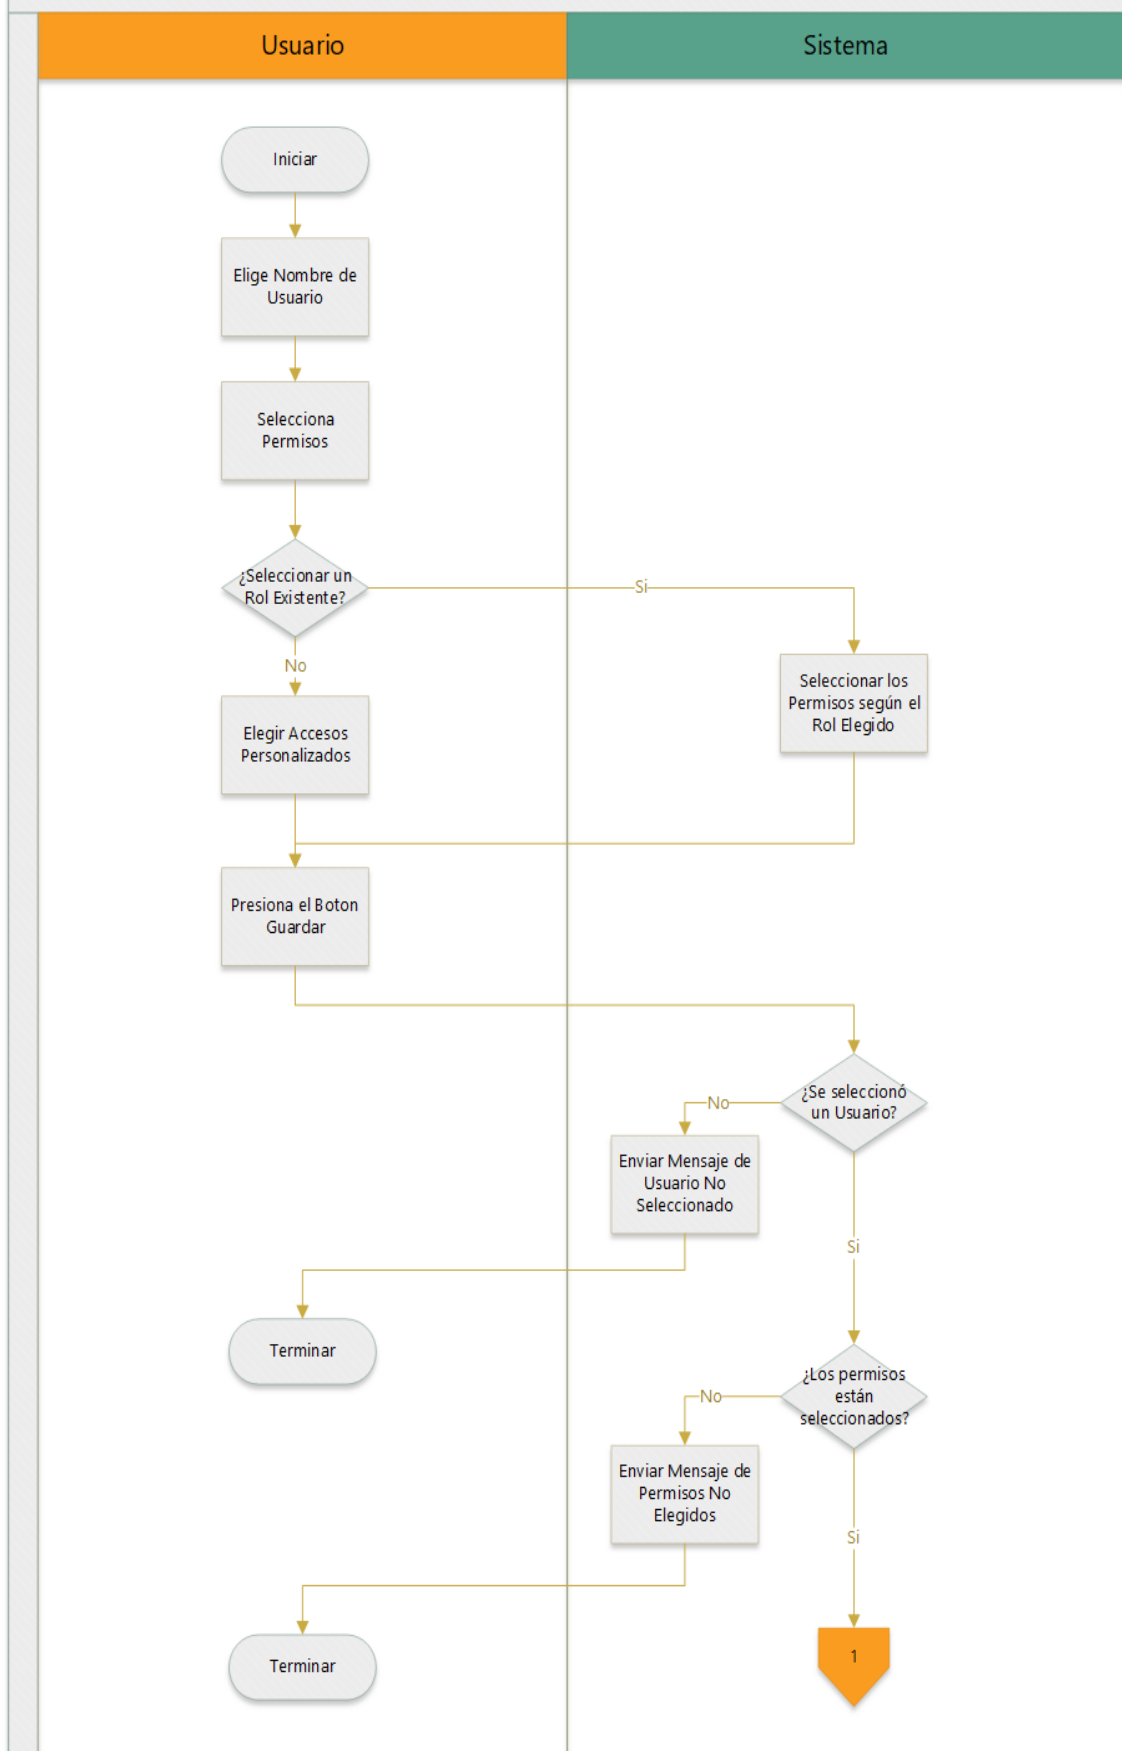 Usuario
Sistema
Iniciar
Elige Nombre de
Usuario
Selecciona
Permisos
¿Seleccionar un
Rol Existente?
Si
No
Seleccionar los
Permisos según el
Rol Elegido
Elegir Accesos
Personalizados
Presiona el Boton
Guardar
¿Se seleccionó
un Usuario?
No
Enviar Mensaje de
Usuario No
Seleccionado
Si
Terminar
¿Los permisos
están
seleccionados?
No
Enviar Mensaje de
Permisos No
Elegidos
Si
Terminar
1